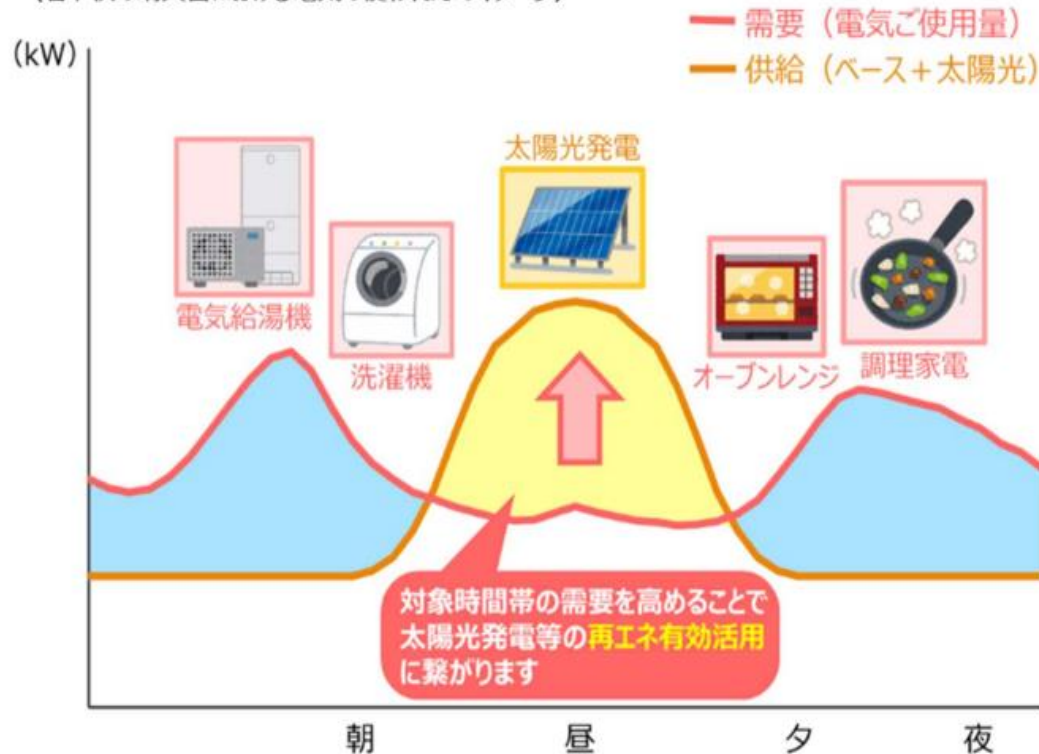 (kW)
需要（電気ご使用量）
供給（ベース＋太陽光）
太陽光発電
電気給湯機
洗濯機
オーブンレンジ
調理家電
対象時間帯の需要を高めることで
太陽光発電等の再エネ有効活用
に繋がります
朝 昼 夕 夜